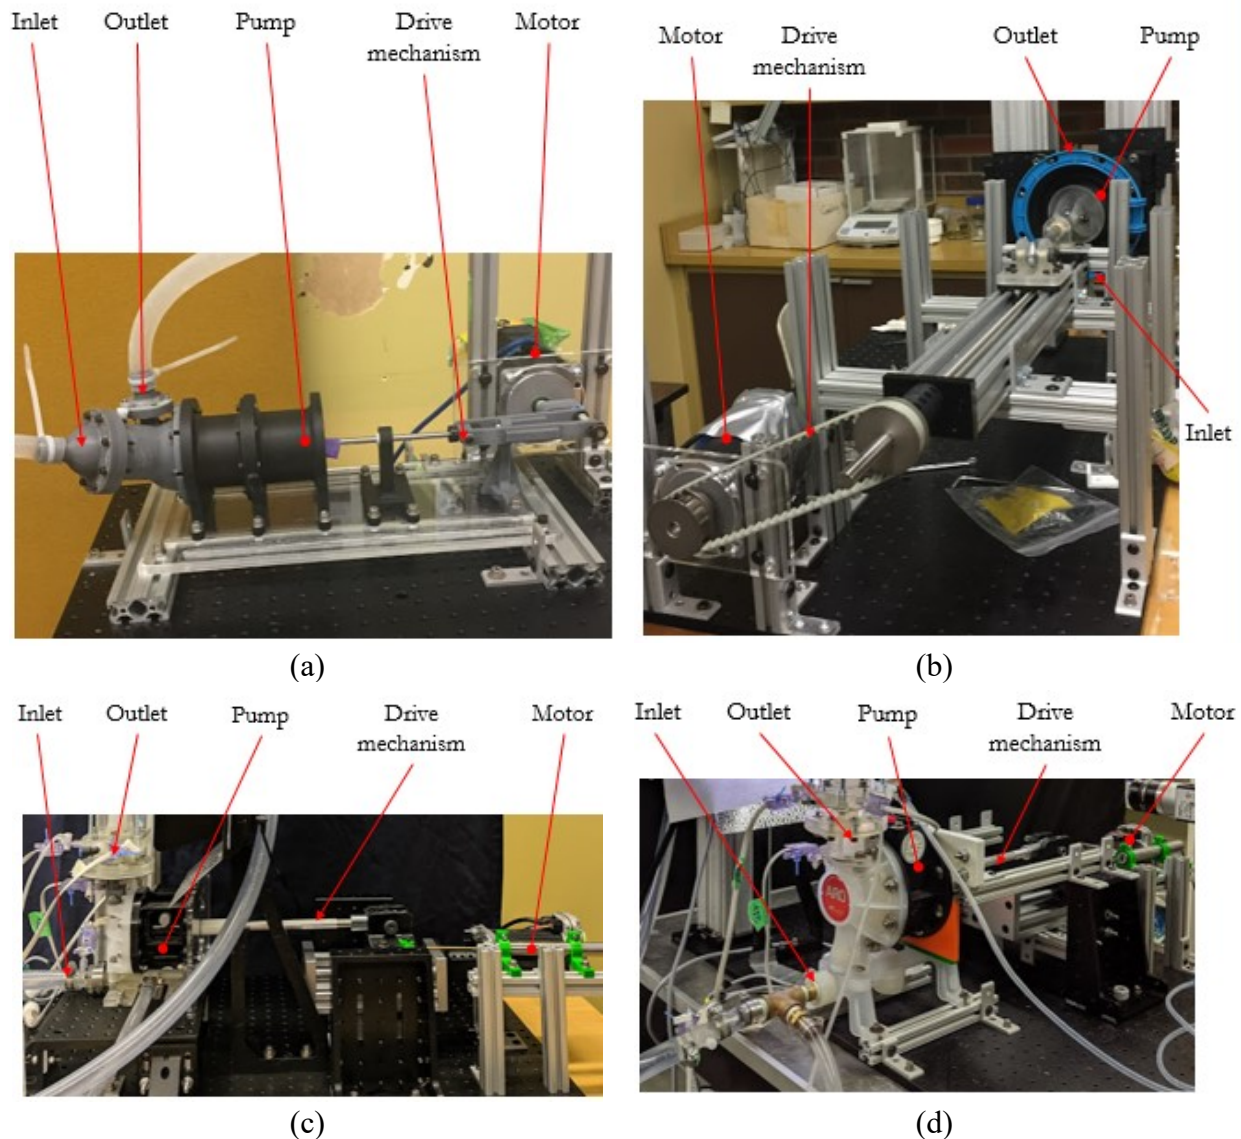 Inlet Outlet Pump Drive mechanism Motor
Motor Drive mechanism Outlet Pump
Inlet
(a) (b)
Inlet Outlet Pump Drive mechanism Motor
Inlet Outlet Pump Drive mechanism Motor
ARO
(c) (d)